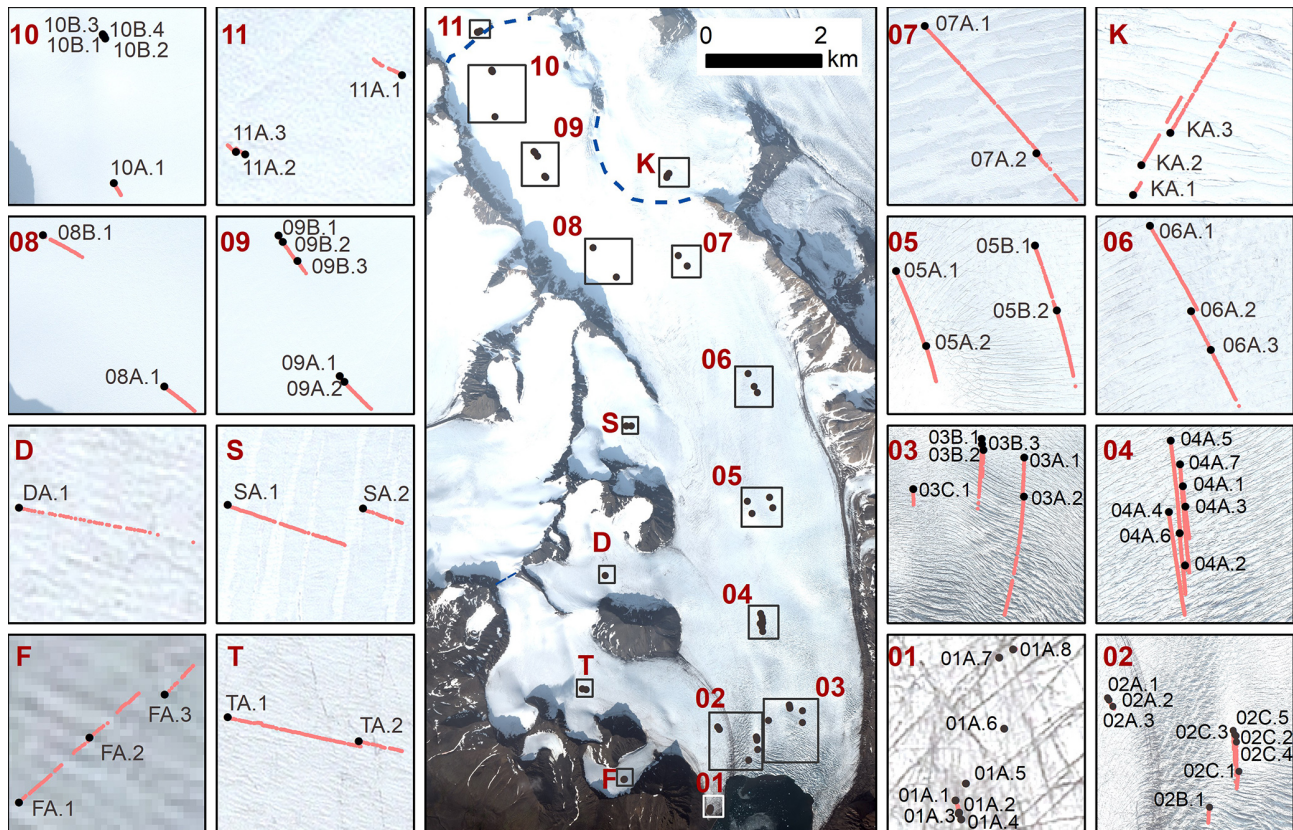 10
10B.3
10B.4
10B.1
10B.2
10A.1
11
11A.1
11A.3
11A.2
08
08B.1
08A.1
09
09B.1
09B.2
09B.3
09A.1
09A.2
D
DA.1
S
SA.1
SA.2
F
FA.1
FA.2
FA.3
T
TA.1
TA.2
0 2
km
11
10
09
K
08
07
06
S
05
D
04
T
02
03
F
01
07
07A.1
07A.2
K
KA.3
KA.2
KA.1
05
05A.1
05A.2
05B.1
05B.2
06
06A.1
06A.2
06A.3
03
03B.1
03B.3
03B.2
03A.1
03A.2
03C.1
04
04A.5
04A.7
04A.1
04A.3
04A.4
04A.6
04A.2
01
01A.7
01A.8
01A.6
01A.5
01A.1
01A.2
01A.3
01A.4
02
02A.1
02A.2
02A.3
02C.5
02C.3
02C.2
02C.4
02C.1
02B.1